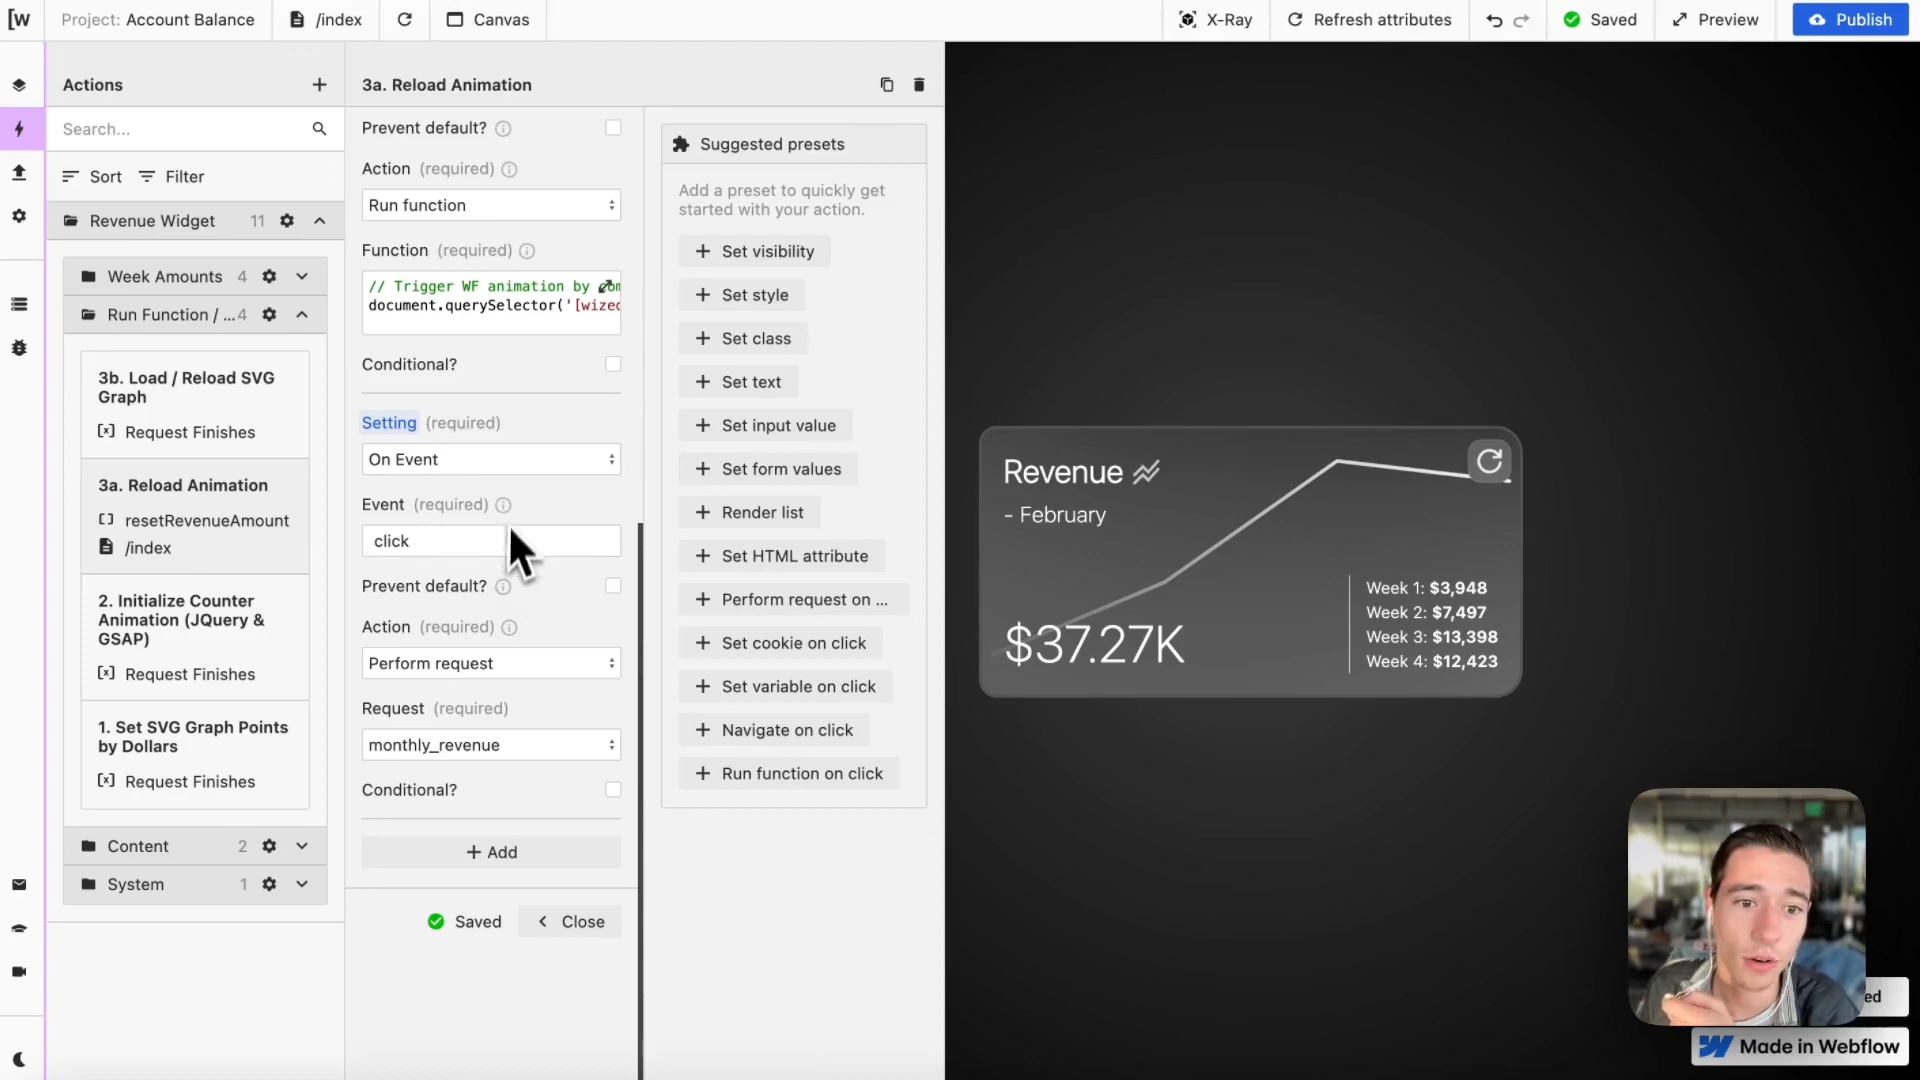 [w
Project: Account Balance
/index
Canvas
X-Ray
Refresh attributes
Saved
Preview
Publish
Actions
Search...
Sort
Filter
Revenue Widget 11
Week Amounts 4
Run Function / ... 4
3b. Load / Reload SVG
Graph
Request Finishes
3a. Reload Animation
resetRevenueAmount
/index
2. Initialize Counter
Animation (JQuery &
GSAP)
Request Finishes
1. Set SVG Graph Points
by Dollars
Request Finishes
Content 2
System 1
3a. Reload Animation
Prevent default?
Action (required)
Run function
Function (required)
// Trigger WF animation by
document.querySelector('[wized
Conditional?
Setting (required)
On Event
Event (required)
click
Prevent default?
Action (required)
Perform request
Request (required)
monthly_revenue
Conditional?
+ Add
Saved
Close
Suggested presets
Add a preset to quickly get
started with your action.
+ Set visibility
+ Set style
+ Set class
+ Set text
+ Set input value
+ Set form values
+ Render list
+ Set HTML attribute
+ Perform request on ...
+ Set cookie on click
+ Set variable on click
+ Navigate on click
+ Run function on click
Revenue
- February
$37.27K
Week 1: $3,948
Week 2: $7,497
Week 3: $13,398
Week 4: $12,423
Made in Webflow